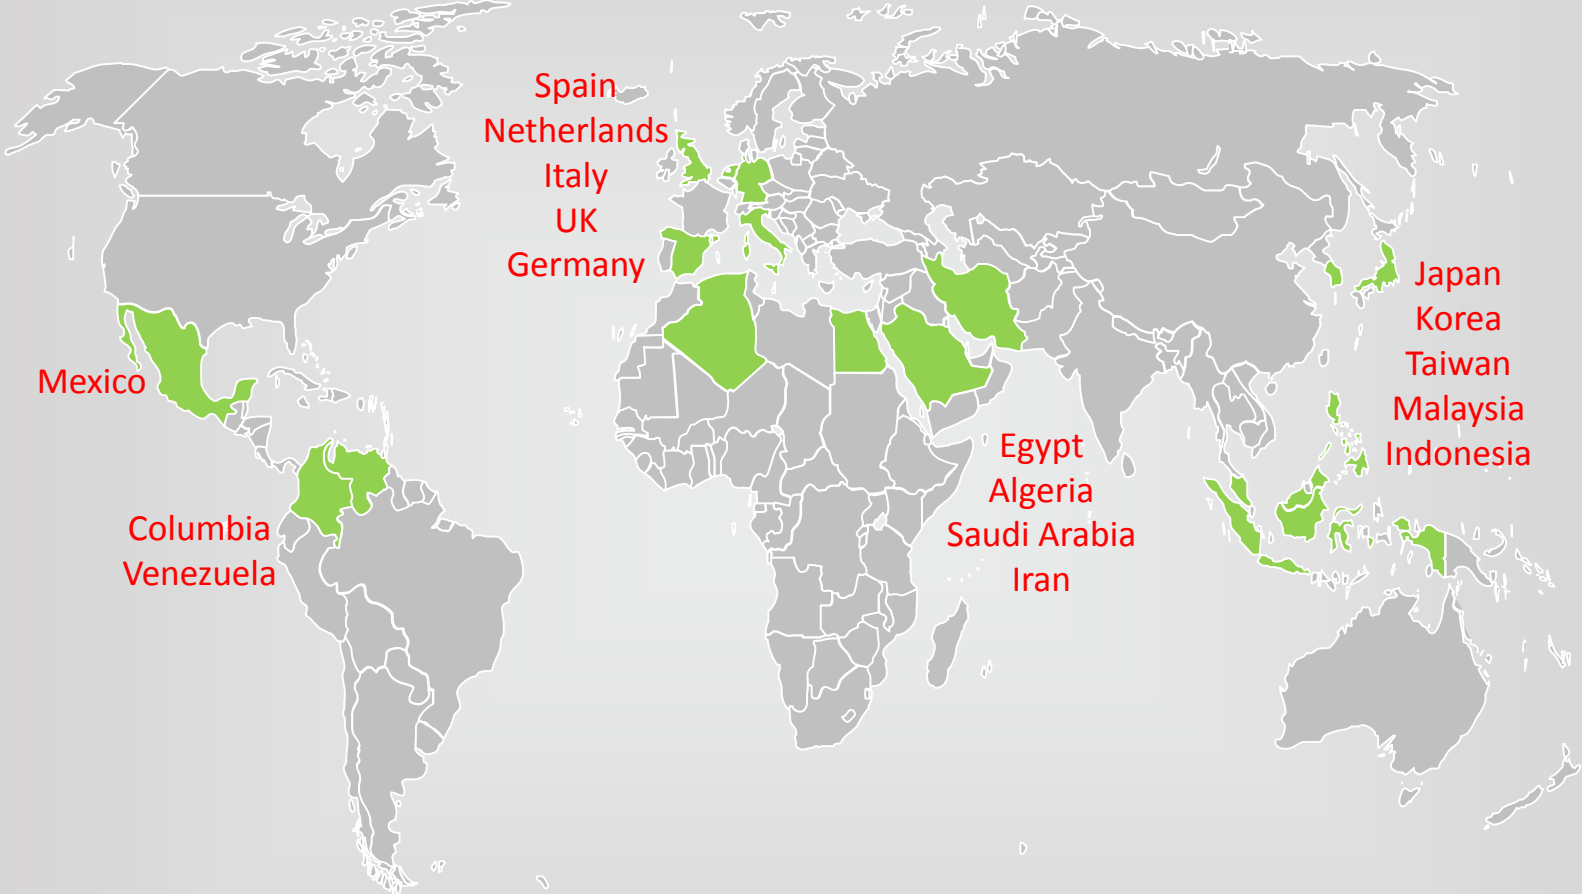 Spain
Netherlands
Italy
UK
Germany
Mexico
Columbia
Venezuela
Egypt
Algeria
Saudi Arabia
Iran
Japan
Korea
Taiwan
Malaysia
Indonesia